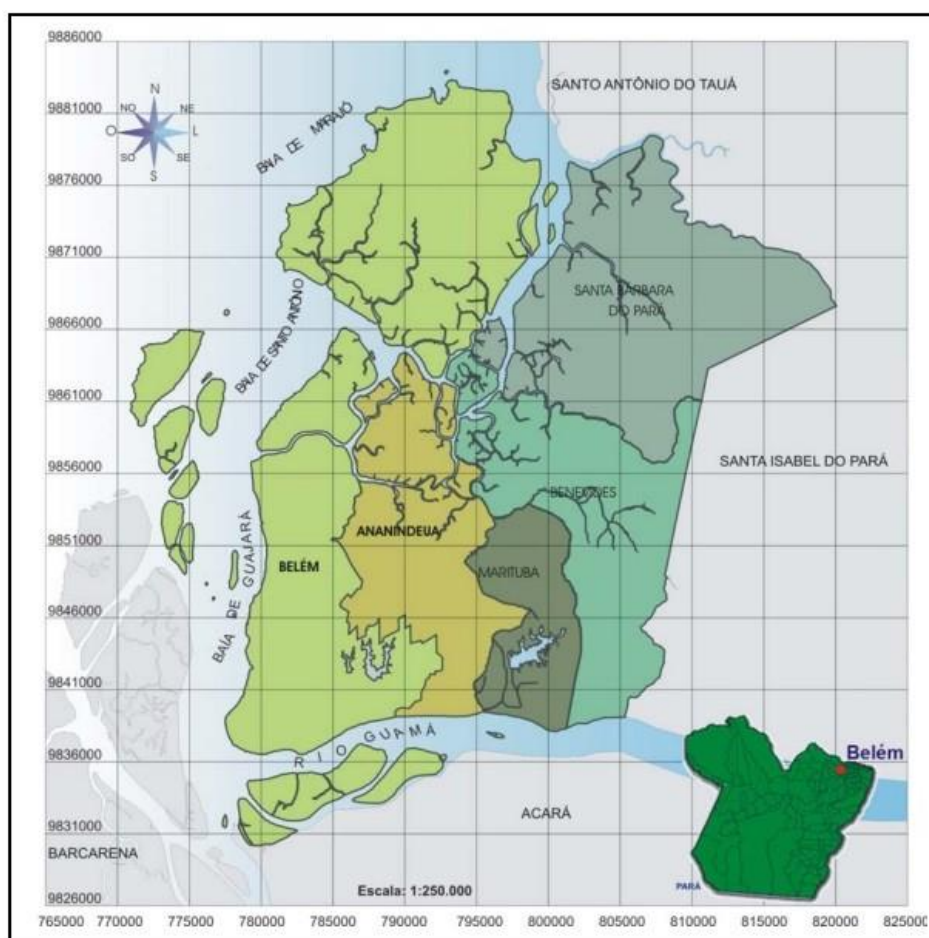 9886000
SANTO ANTÔNIO DO TAUÁ
9881000
N
NO
NE
O
L
SO
SE
S
BAIA DE MARAJÓ
9876000
9871000
SANTA BÁRBARA
DO PARÁ
9866000
BAIA DE SANTO ANTÔNIO
9861000
9856000
SANTA ISABEL DO PARÁ
BENEVIDES
9851000
ANANINDEUA
BELÉM
MARITUBA
BAÍA DE GUAJARÁ
9846000
9841000
RIO GUAMÁ
9836000
Belém
9831000
ACARÁ
BARCARENA
PARÁ
Escala: 1:250.000
9826000
765000 770000 775000 780000 785000 790000 795000 800000 805000 810000 815000 820000 825000